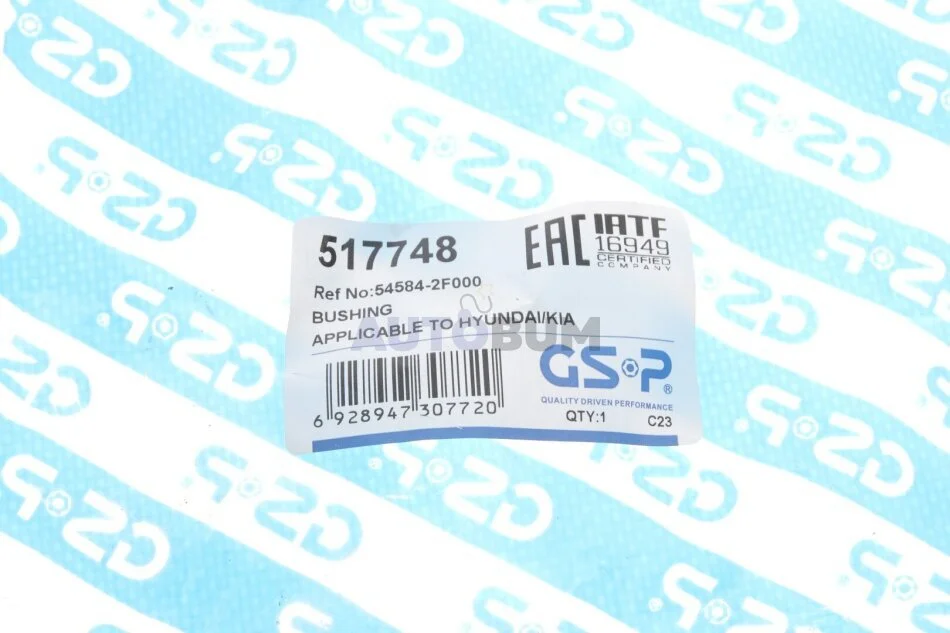 517748
EAC
IATF
16949
CERTIFIED
COMPANY
Ref No:54584-2F000
BUSHING
APPLICABLE TO HYUNDAI/KIA
AUTOBUM
6 928947 307720
GSP®
QUALITY DRIVEN PERFORMANCE
QTY:1
C23